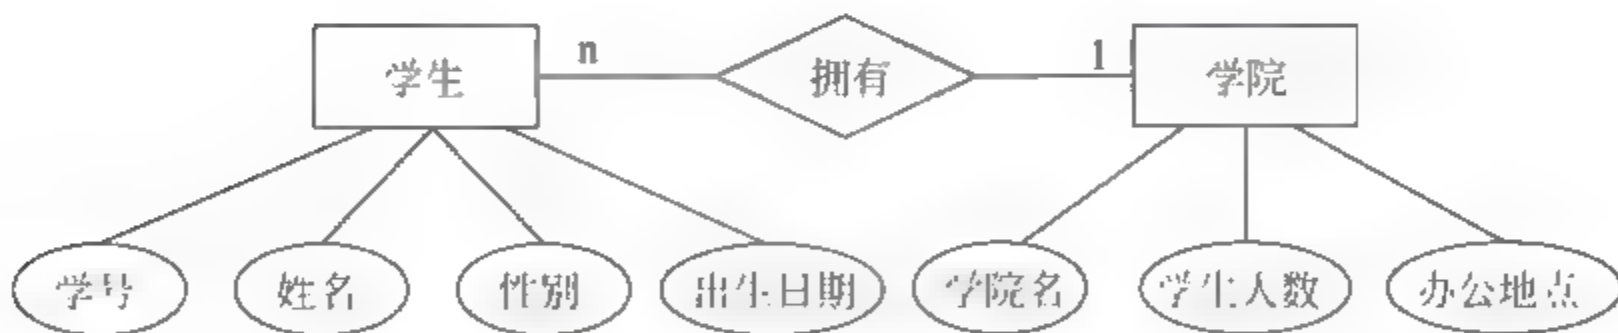 学生 n 拥有 1 学院
学号 姓名 性别 出生日期 学院名 学生人数 办公地点